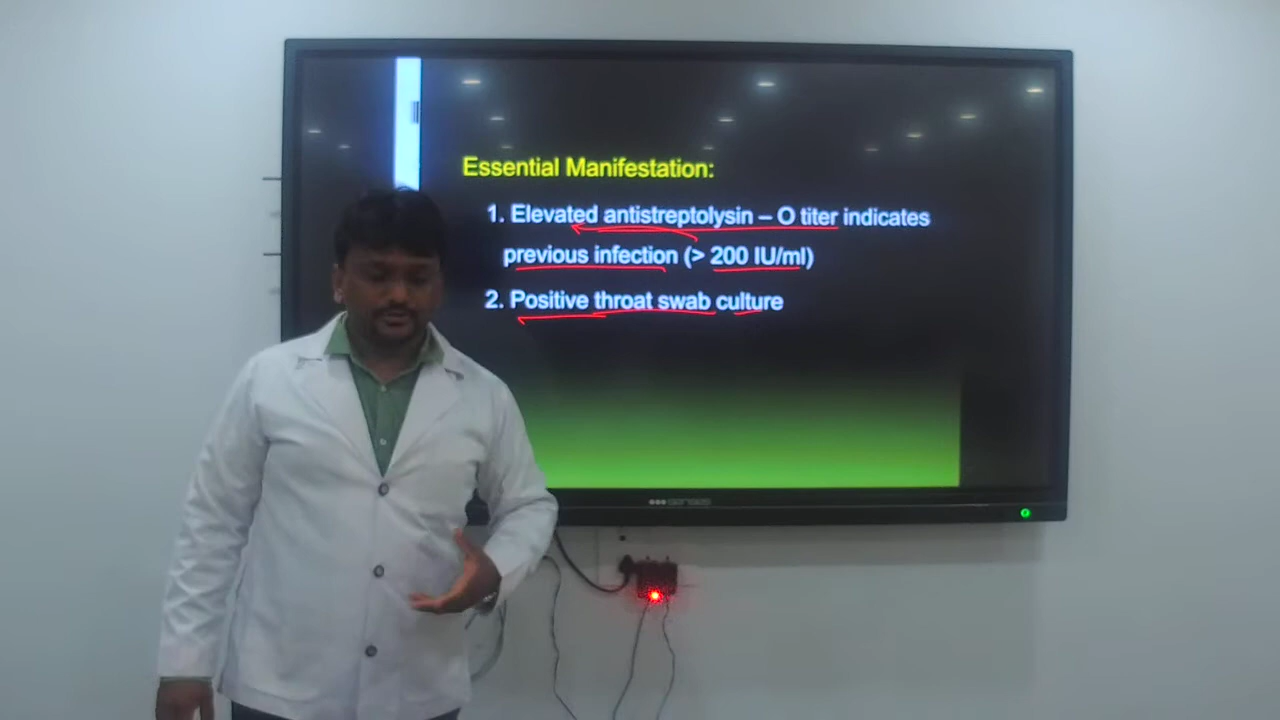 Essential Manifestation:
1. Elevated antistreptolysin – O titer indicates
previous infection (> 200 IU/ml)
2. Positive throat swab culture